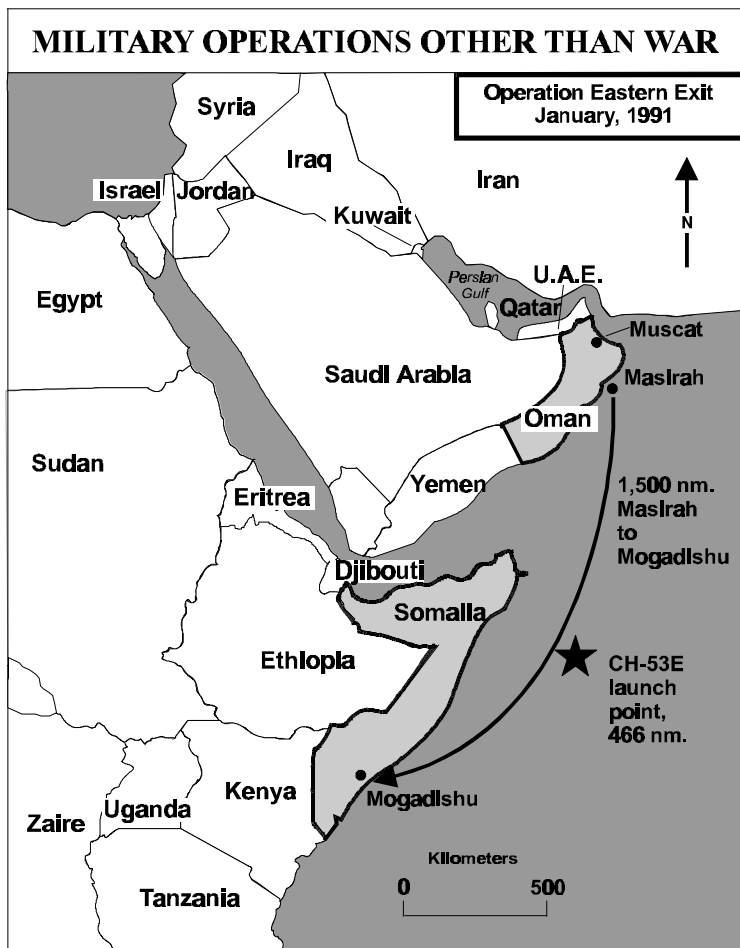 MILITARY OPERATIONS OTHER THAN WAR
Operation Eastern Exit
January, 1991
Syria
Iraq
Iran
Israel
Jordan
Kuwait
N
Persian
Gulf
U.A.E.
Qatar
Egypt
Muscat
Saudi Arabia
Masirah
Oman
Sudan
Yemen
Eritrea
1,500 nm.
Masirah
to
Mogadishu
Djibouti
Somalia
Ethiopia
CH-53E
launch
point,
466 nm.
Kenya
Mogadishu
Uganda
Zaire
Kilometers
0 500
Tanzania